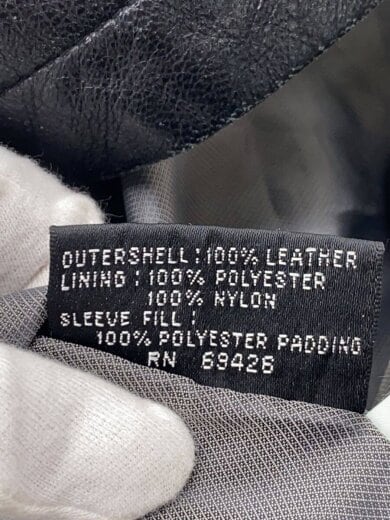 OUTERSHELL : 100% LEATHER
LINING : 100% POLYESTER
100% NYLON
SLEEVE FILL :
100% POLYESTER PADDING
RN 69426